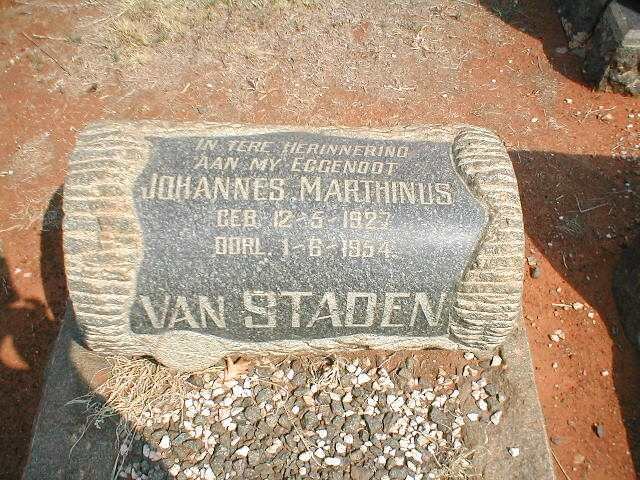 IN TERE HERINNERING
AAN MY EGGENOOT
JOHANNES MARTHINUS
GEB. 12-5-1927
OORL. 1-6-1954.
VAN STADEN